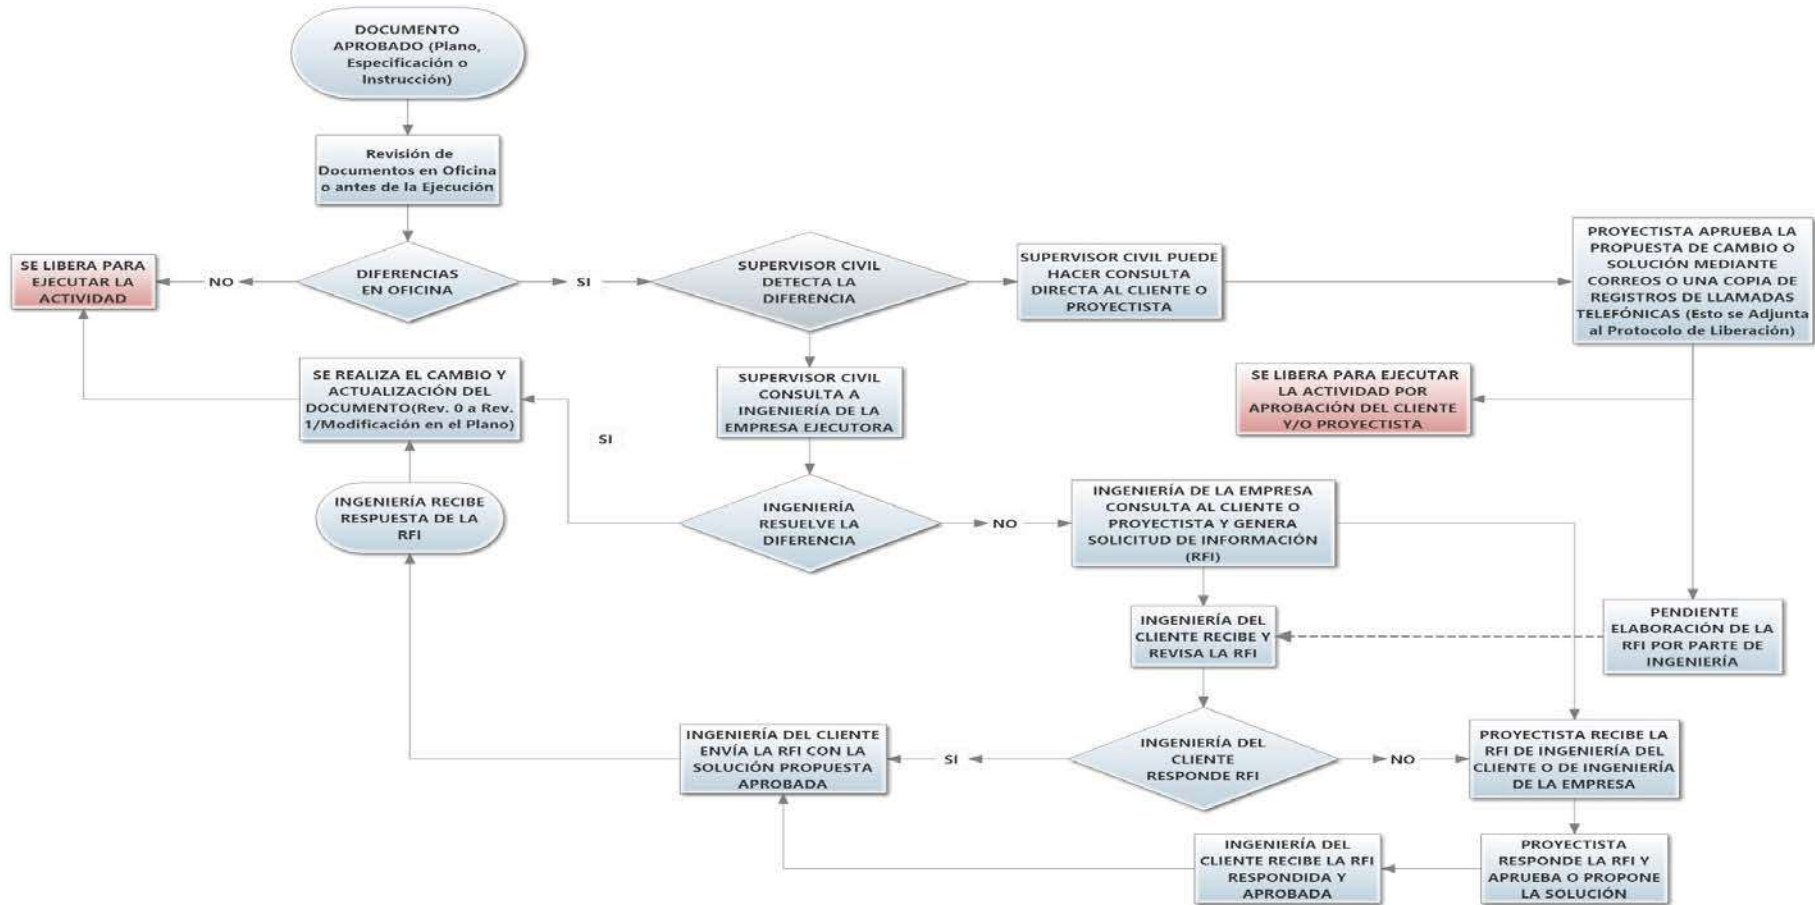 DOCUMENTO
APROBADO (Plano,
Especificación o
Instrucción)
Revisión de
Documentos en Oficina
o antes de la Ejecución
DIFERENCIAS
EN OFICINA
NO
SE LIBERA PARA
EJECUTAR LA
ACTIVIDAD
SI
SUPERVISOR CIVIL
DETECTA LA
DIFERENCIA
SUPERVISOR CIVIL PUEDE
HACER CONSULTA
DIRECTA AL CLIENTE O
PROYECTISTA
PROYECTISTA APRUEBA LA
PROPUESTA DE CAMBIO O
SOLUCIÓN MEDIANTE
CORREOS O UNA COPIA DE
REGISTROS DE LLAMADAS
TELEFÓNICAS (Esto se Adjunta
al Protocolo de Liberación)
SE REALIZA EL CAMBIO Y
ACTUALIZACIÓN DEL
DOCUMENTO(Rev. 0 a Rev.
1/Modificación en el Plano)
SUPERVISOR CIVIL
CONSULTA A
INGENIERÍA DE LA
EMPRESA EJECUTORA
SE LIBERA PARA EJECUTAR
LA ACTIVIDAD POR
APROBACIÓN DEL CLIENTE
Y/O PROYECTISTA
SI
INGENIERÍA RECIBE
RESPUESTA DE LA
RFI
INGENIERÍA
RESUELVE LA
DIFERENCIA
NO
INGENIERÍA DE LA EMPRESA
CONSULTA AL CLIENTE O
PROYECTISTA Y GENERA
SOLICITUD DE INFORMACIÓN
(RFI)
INGENIERÍA DEL
CLIENTE RECIBE Y
REVISA LA RFI
PENDIENTE
ELABORACIÓN DE LA
RFI POR PARTE DE
INGENIERÍA
INGENIERÍA DEL CLIENTE
ENVÍA LA RFI CON LA
SOLUCIÓN PROPUESTA
APROBADA
SI
INGENIERÍA DEL
CLIENTE
RESPONDE RFI
NO
PROYECTISTA RECIBE LA
RFI DE INGENIERÍA DEL
CLIENTE O DE INGENIERÍA
DE LA EMPRESA
INGENIERÍA DEL
CLIENTE RECIBE LA RFI
RESPONDIDA Y
APROBADA
PROYECTISTA
RESPONDE LA RFI Y
APRUEBA O PROPONE
LA SOLUCIÓN